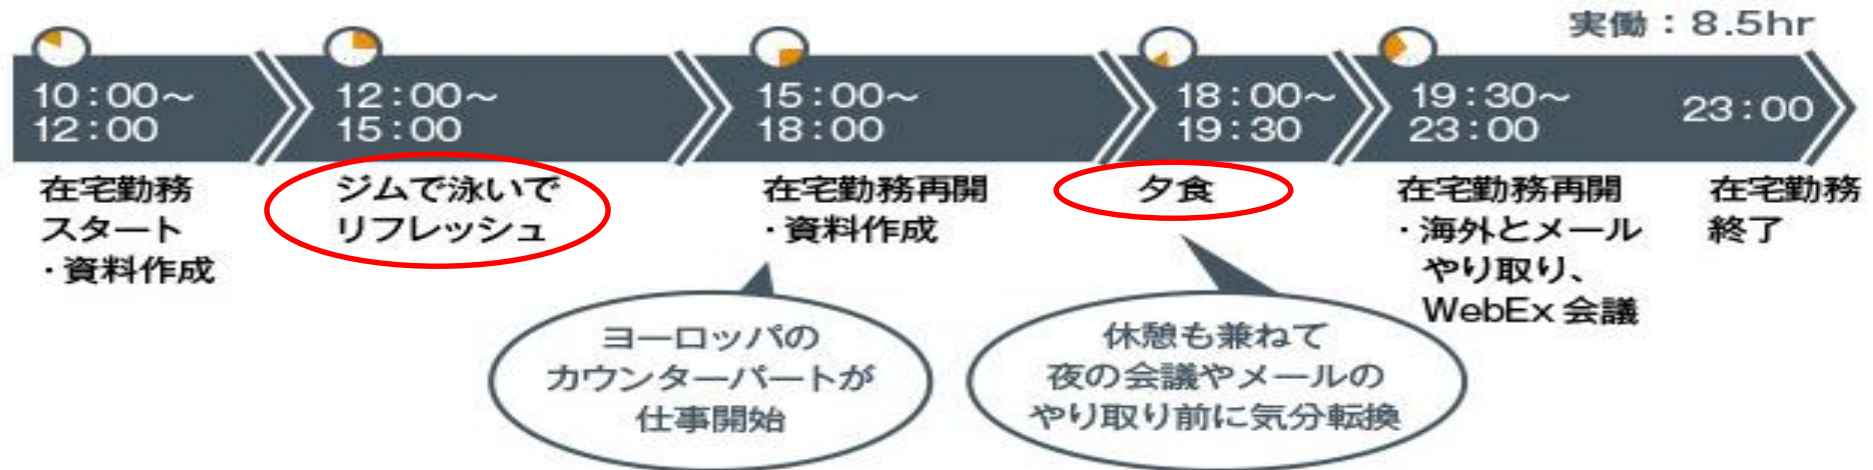 実働：8.5hr
10：00～
12：00
12：00～
15：00
15：00～
18：00
18：00～
19：30
19：30～
23：00
23：00
在宅勤務
スタート
・資料作成
ジムで泳いで
リフレッシュ
在宅勤務再開
・資料作成
夕食
在宅勤務再開
・海外とメール
やり取り、
WebEx 会議
在宅勤務
終了
ヨーロッパの
カウンターパートが
仕事開始
休憩も兼ねて
夜の会議やメールの
やり取り前に気分転換